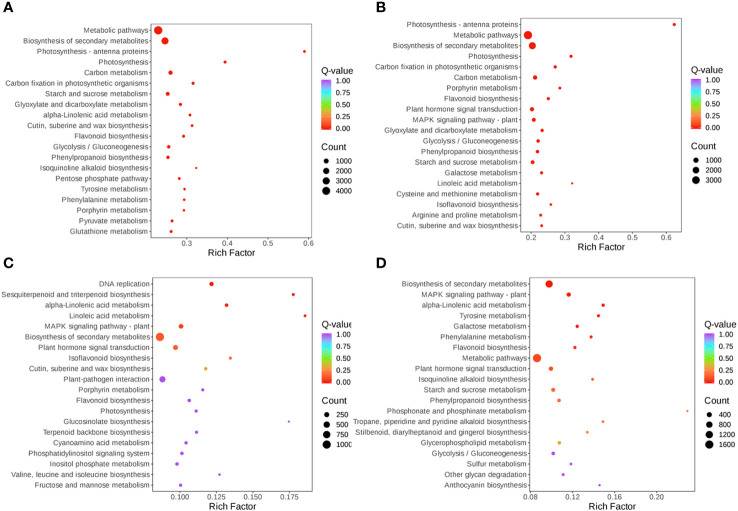 A
Metabolic pathways
Biosynthesis of secondary metabolites
Photosynthesis - antenna proteins
Photosynthesis
Carbon metabolism
Carbon fixation in photosynthetic organisms
Starch and sucrose metabolism
Glyoxylate and dicarboxylate metabolism
alpha-Linolenic acid metabolism
Cutin, suberine and wax biosynthesis
Flavonoid biosynthesis
Glycolysis / Gluconeogenesis
Phenylpropanoid biosynthesis
Isoquinoline alkaloid biosynthesis
Pentose phosphate pathway
Tyrosine metabolism
Phenylalanine metabolism
Porphyrin metabolism
Pyruvate metabolism
Glutathione metabolism
0.3 0.4 0.5 0.6
Rich Factor
Q-value
1.00
0.75
0.50
0.25
0.00
Count
1000
2000
3000
4000
B
Photosynthesis - antenna proteins
Metabolic pathways
Biosynthesis of secondary metabolites
Photosynthesis
Carbon fixation in photosynthetic organisms
Carbon metabolism
Porphyrin metabolism
Flavonoid biosynthesis
Plant hormone signal transduction
MAPK signaling pathway - plant
Glyoxylate and dicarboxylate metabolism
Glycolysis / Gluconeogenesis
Phenylpropanoid biosynthesis
Starch and sucrose metabolism
Galactose metabolism
Linoleic acid metabolism
Cysteine and methionine metabolism
Isoflavonoid biosynthesis
Arginine and proline metabolism
Cutin, suberine and wax biosynthesis
0.2 0.3 0.4 0.5 0.6
Rich Factor
Q-value
1.00
0.75
0.50
0.25
0.00
Count
1000
2000
3000
C
DNA replication
Sesquiterpenoid and triterpenoid biosynthesis
alpha-Linolenic acid metabolism
Linoleic acid metabolism
MAPK signaling pathway - plant
Biosynthesis of secondary metabolites
Plant hormone signal transduction
Isoflavonoid biosynthesis
Cutin, suberine and wax biosynthesis
Plant-pathogen interaction
Porphyrin metabolism
Flavonoid biosynthesis
Photosynthesis
Glucosinolate biosynthesis
Terpenoid backbone biosynthesis
Cyanoamino acid metabolism
Phosphatidylinositol signaling system
Inositol phosphate metabolism
Valine, leucine and isoleucine biosynthesis
Fructose and mannose metabolism
0.100 0.125 0.150 0.175
Rich Factor
Q-value
1.00
0.75
0.50
0.25
0.00
Count
250
500
750
1000
D
Biosynthesis of secondary metabolites
MAPK signaling pathway - plant
alpha-Linolenic acid metabolism
Tyrosine metabolism
Galactose metabolism
Phenylalanine metabolism
Flavonoid biosynthesis
Metabolic pathways
Plant hormone signal transduction
Isoquinoline alkaloid biosynthesis
Starch and sucrose metabolism
Phenylpropanoid biosynthesis
Phosphonate and phosphinate metabolism
Tropane, piperidine and pyridine alkaloid biosynthesis
Stilbenoid, diarylheptanoid and gingerol biosynthesis
Glycerophospholipid metabolism
Glycolysis / Gluconeogenesis
Sulfur metabolism
Other glycan degradation
Anthocyanin biosynthesis
0.08 0.12 0.16 0.20
Rich Factor
Q-value
1.00
0.75
0.50
0.25
0.00
Count
400
800
1200
1600